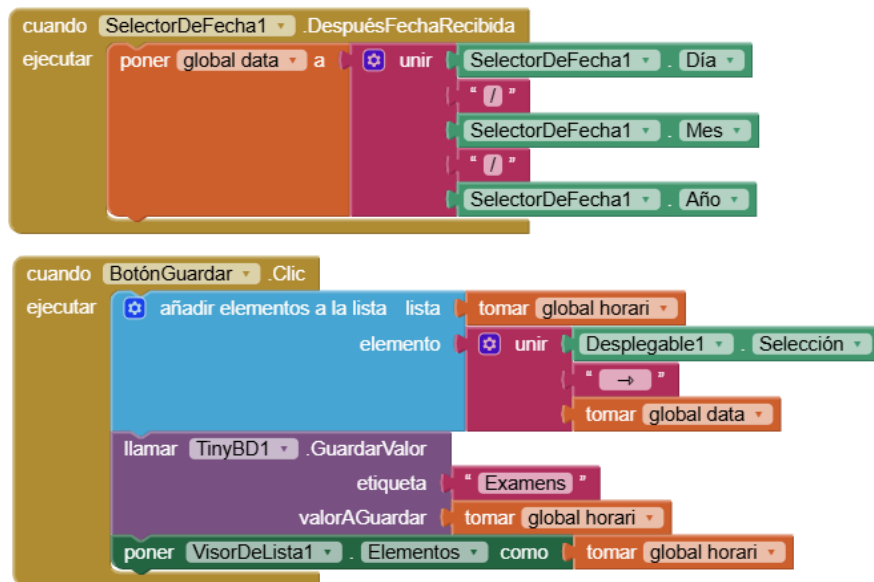 cuando SelectorDeFecha1 .DespuésFechaRecibida
ejecutar poner global data a unir SelectorDeFecha1 . Día
" / "
SelectorDeFecha1 . Mes
" / "
SelectorDeFecha1 . Año
cuando BotónGuardar .Clic
ejecutar añadir elementos a la lista lista tomar global horari
elemento unir Desplegable1 . Selección
" → "
tomar global data
llamar TinyBD1 .GuardarValor
etiqueta " Examens "
valorAGuardar tomar global horari
poner VisorDeLista1 . Elementos como tomar global horari